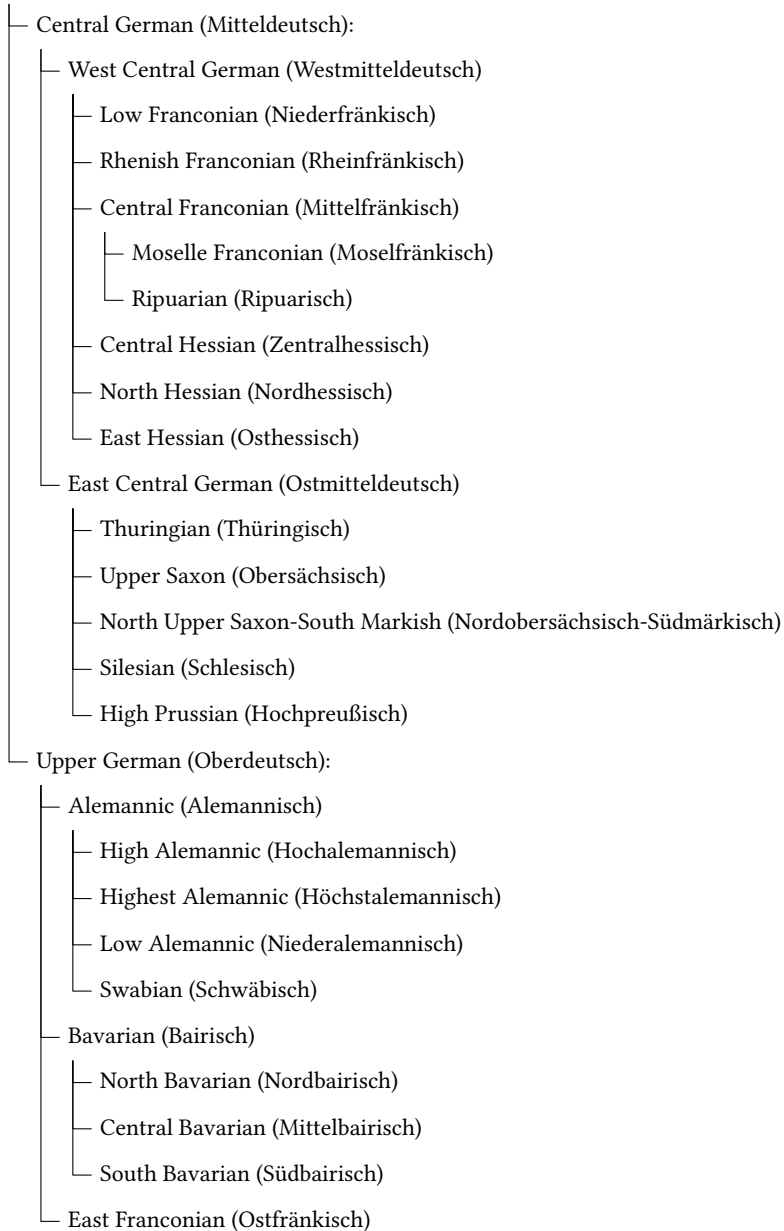 Central German (Mitteldeutsch):
West Central German (Westmitteldeutsch)
Low Franconian (Niederfränkisch)
Rhenish Franconian (Rheinfränkisch)
Central Franconian (Mittelfränkisch)
Moselle Franconian (Moselfränkisch)
Ripuarian (Ripuarisch)
Central Hessian (Zentralhessisch)
North Hessian (Nordhessisch)
East Hessian (Osthessisch)
East Central German (Ostmitteldeutsch)
Thuringian (Thüringisch)
Upper Saxon (Obersächsisch)
North Upper Saxon-South Markish (Nordobersächsisch-Südmärkisch)
Silesian (Schlesisch)
High Prussian (Hochpreußisch)
Upper German (Oberdeutsch):
Alemannic (Alemannisch)
High Alemannic (Hochalemannisch)
Highest Alemannic (Höchstalemannisch)
Low Alemannic (Niederalemannisch)
Swabian (Schwäbisch)
Bavarian (Bairisch)
North Bavarian (Nordbairisch)
Central Bavarian (Mittelbairisch)
South Bavarian (Südbairisch)
East Franconian (Ostfränkisch)